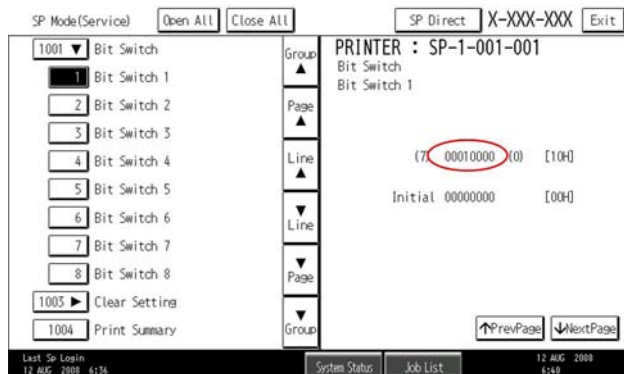 SP Mode(Service) Open All Close All SP Direct X-XXX-XXX Exit
1001 ▼ Bit Switch
1 Bit Switch 1
2 Bit Switch 2
3 Bit Switch 3
4 Bit Switch 4
5 Bit Switch 5
6 Bit Switch 6
7 Bit Switch 7
8 Bit Switch 8
1003 ► Clear Setting
1004 Print Summary
Group
▲
Page
▲
Line
▲
▼
Line
▼
Page
▼
Group
PRINTER : SP-1-001-001
Bit Switch
Bit Switch 1
(7) 00010000 (0) [10H]
Initial 00000000 [00H]
↑PrevPage ↓NextPage
Last Sp Login
12 AUG 2008 6:36
System Status Job List
12 AUG 2008
6:40